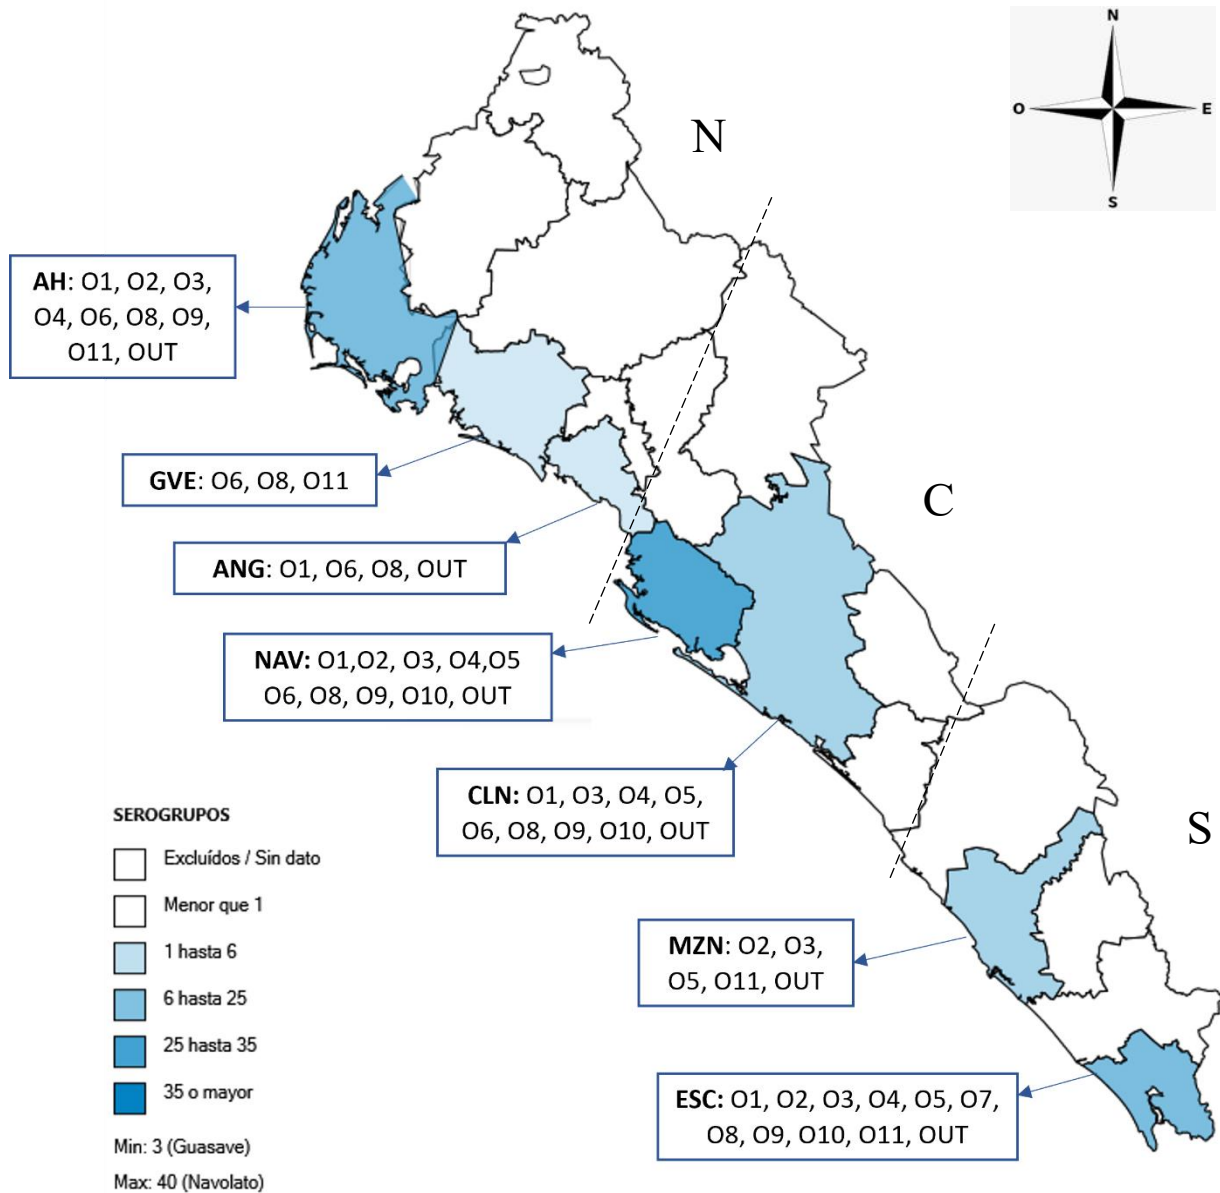 N
N
O
E
S
AH: O1, O2, O3,
O4, O6, O8, O9,
O11, OUT
GVE: O6, O8, O11
C
ANG: O1, O6, O8, OUT
NAV: O1,O2, O3, O4,O5
O6, O8, O9, O10, OUT
CLN: O1, O3, O4, O5,
O6, O8, O9, O10, OUT
S
MZN: O2, O3,
O5, O11, OUT
ESC: O1, O2, O3, O4, O5, O7,
O8, O9, O10, O11, OUT
SEROGRUPOS
Excluídos / Sin dato
Menor que 1
1 hasta 6
6 hasta 25
25 hasta 35
35 o mayor
Min: 3 (Guasave)
Max: 40 (Navolato)